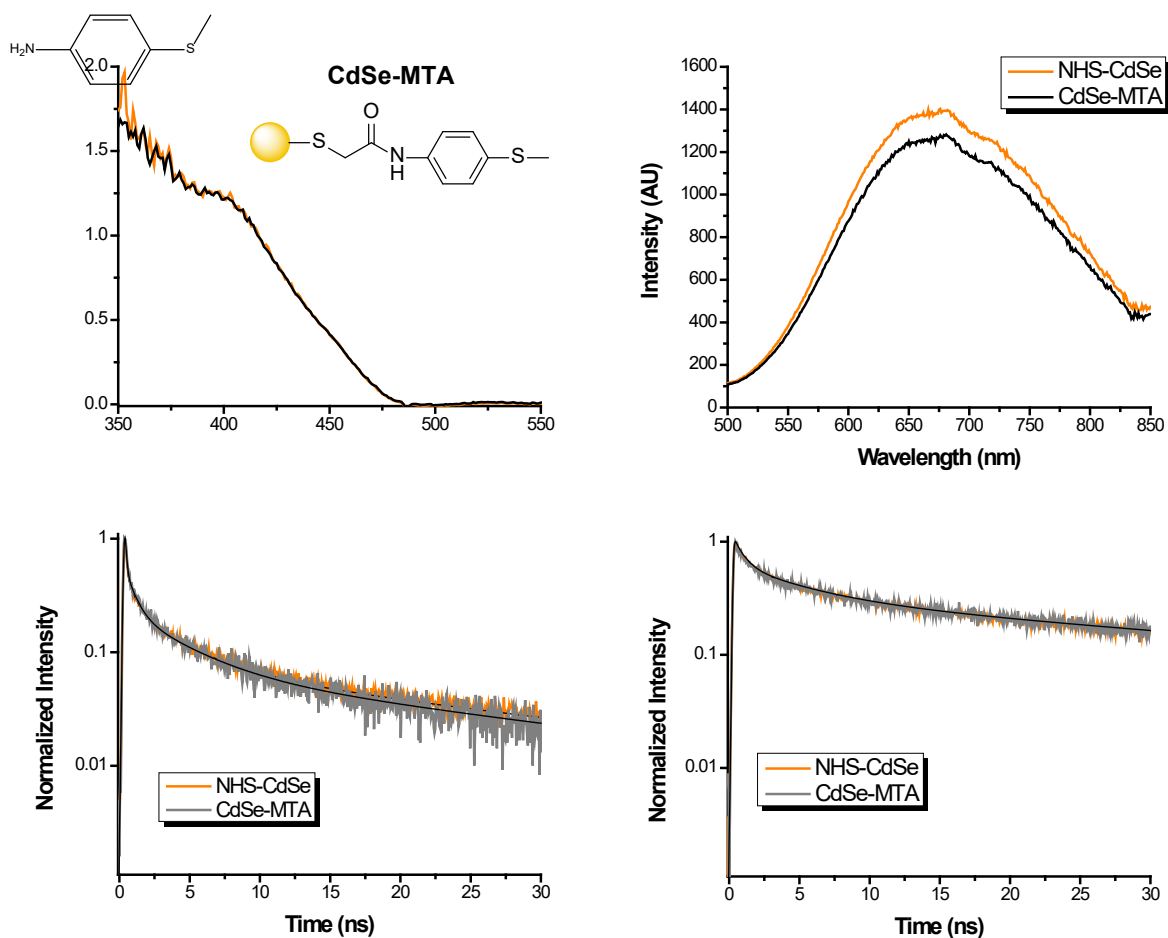 H₂N
S
2.0
1.5
1.0
0.5
0.0
350 400 450 500 550
CdSe-MTA
S
O
N
H
S
NHS-CdSe
CdSe-MTA
Intensity (AU)
1600
1400
1200
1000
800
600
400
200
0
500 550 600 650 700 750 800 850
Wavelength (nm)
Normalized Intensity
1
0.1
0.01
NHS-CdSe
CdSe-MTA
0 5 10 15 20 25 30
Time (ns)
Normalized Intensity
1
0.1
0.01
NHS-CdSe
CdSe-MTA
0 5 10 15 20 25 30
Time (ns)